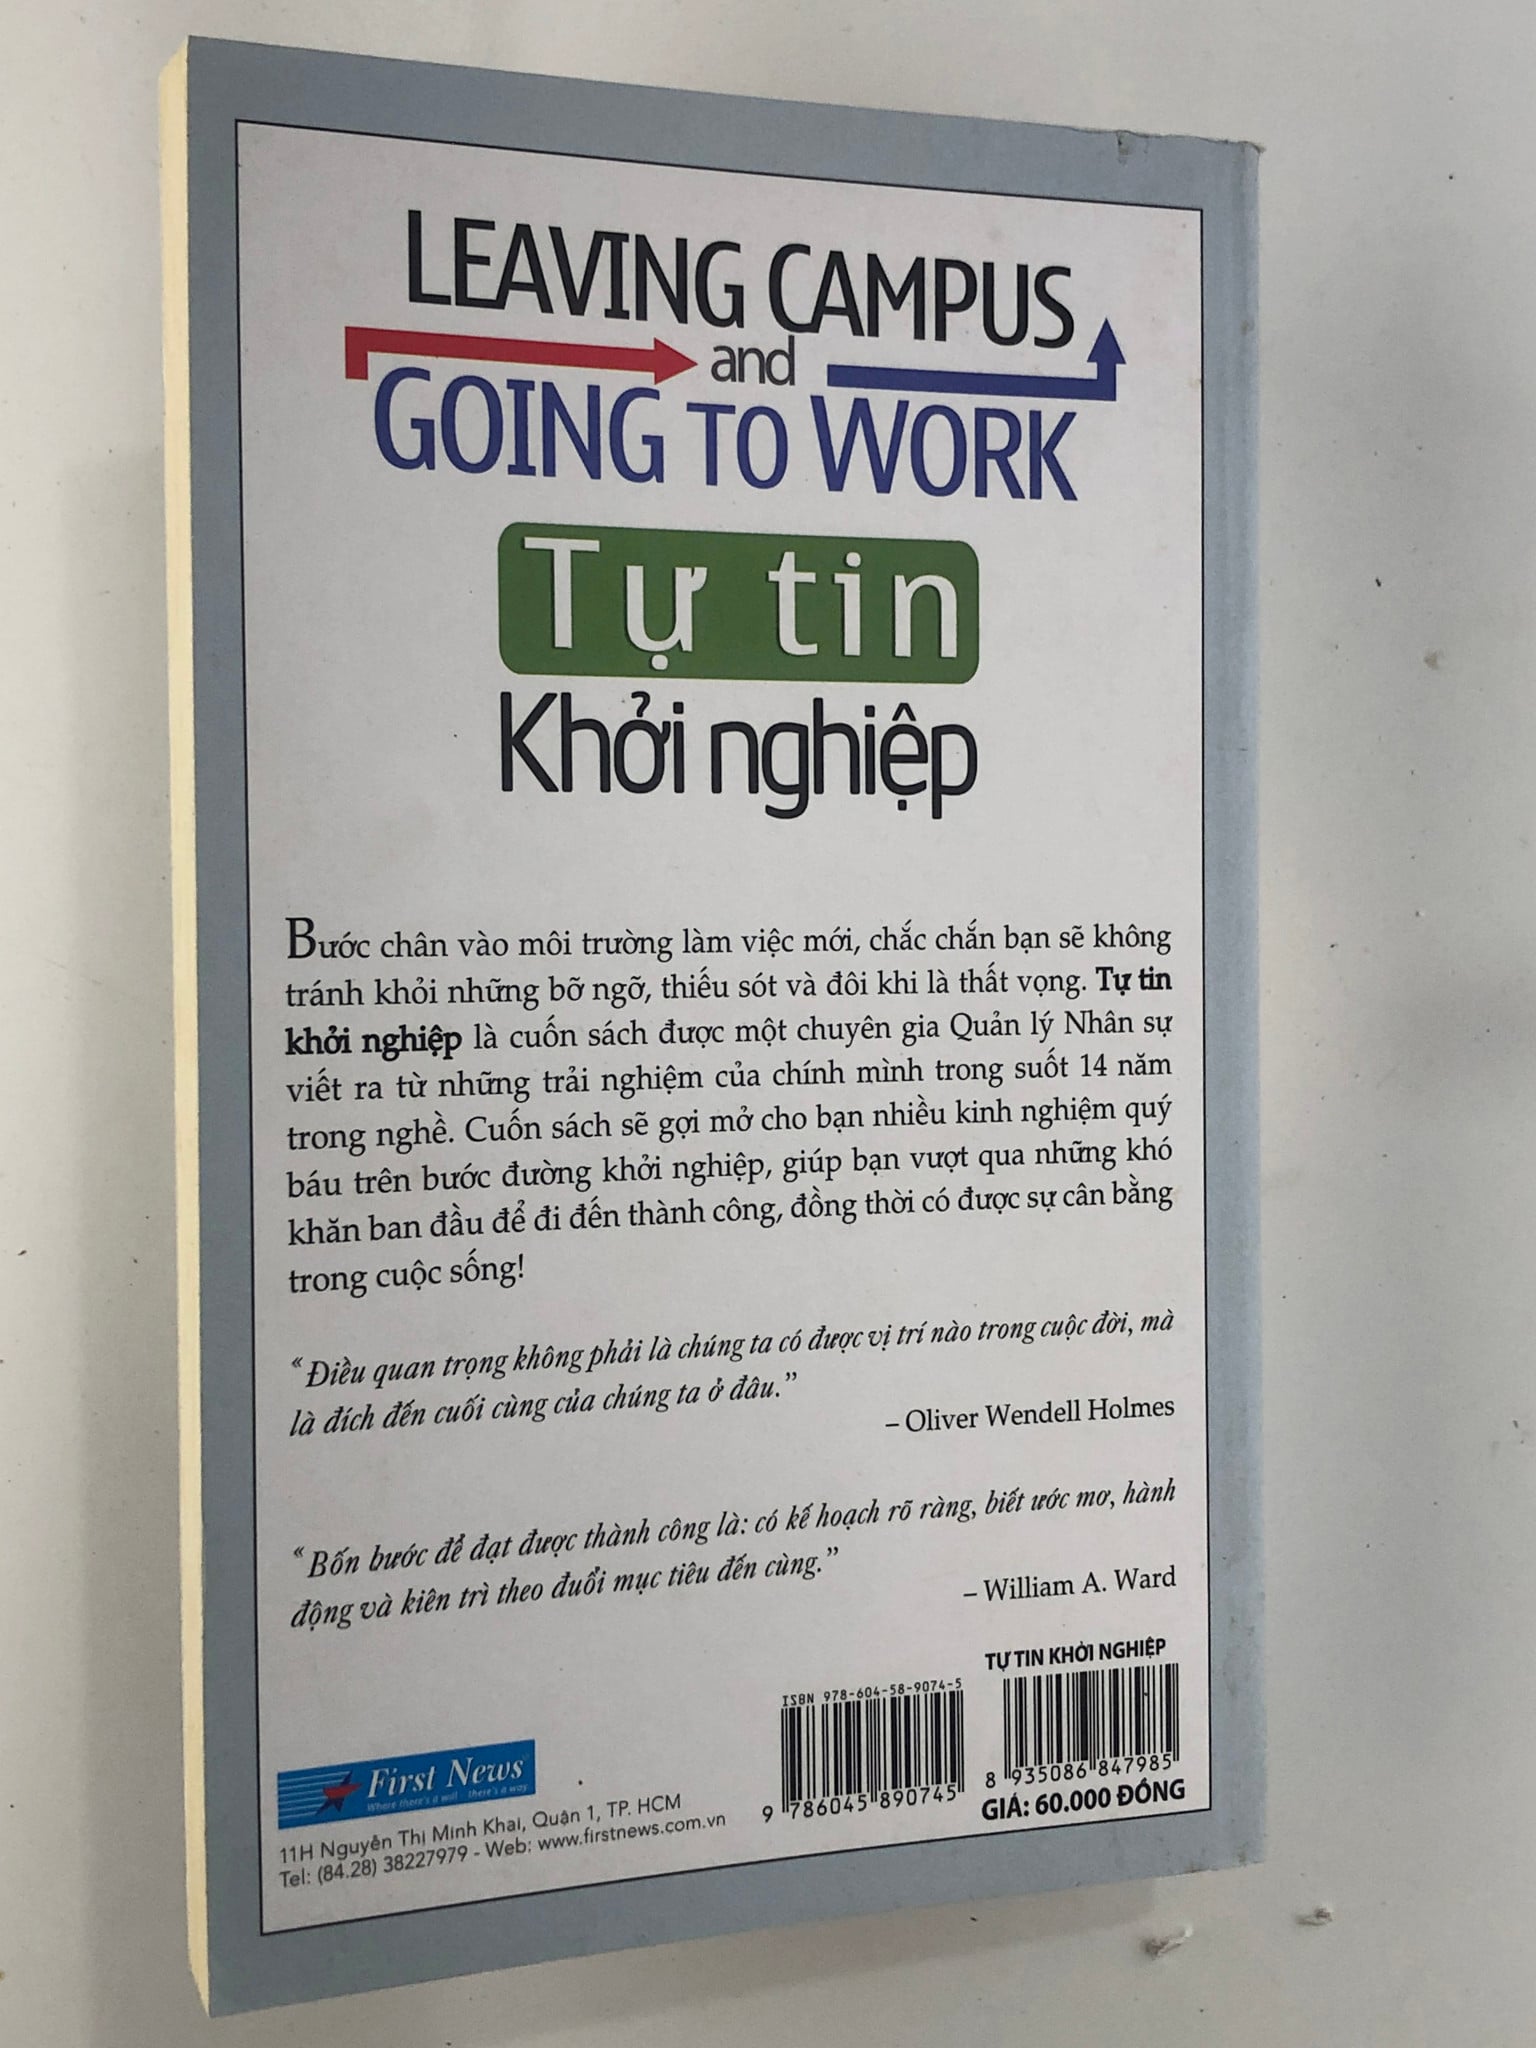 LEAVING CAMPUS
and
GOING TO WORK
Tự tin
Khởi nghiệp
Bước chân vào môi trường làm việc mới, chắc chắn bạn sẽ không
tránh khỏi những bỡ ngỡ, thiếu sót và đôi khi là thất vọng. Tự tin
khởi nghiệp là cuốn sách được một chuyên gia Quản lý Nhân sự
viết ra từ những trải nghiệm của chính mình trong suốt 14 năm
trong nghề. Cuốn sách sẽ gợi mở cho bạn nhiều kinh nghiệm quý
báu trên bước đường khởi nghiệp, giúp bạn vượt qua những khó
khăn ban đầu để đi đến thành công, đồng thời có được sự cân bằng
trong cuộc sống!
“Điều quan trọng không phải là chúng ta có được vị trí nào trong cuộc đời, mà
là đích đến cuối cùng của chúng ta ở đâu.”
– Oliver Wendell Holmes
“Bốn bước để đạt được thành công là: có kế hoạch rõ ràng, biết ước mơ, hành
động và kiên trì theo đuổi mục tiêu đến cùng.”
– William A. Ward
First News
Where there's a will - there's a way
11H Nguyễn Thị Minh Khai, Quận 1, TP. HCM
Tel: (84.28) 38227979 - Web: www.firstnews.com.vn
ISBN 978-604-58-9074-5
9 786045 890745
TỰ TIN KHỞI NGHIỆP
8 935086 847985
GIÁ: 60.000 ĐỒNG